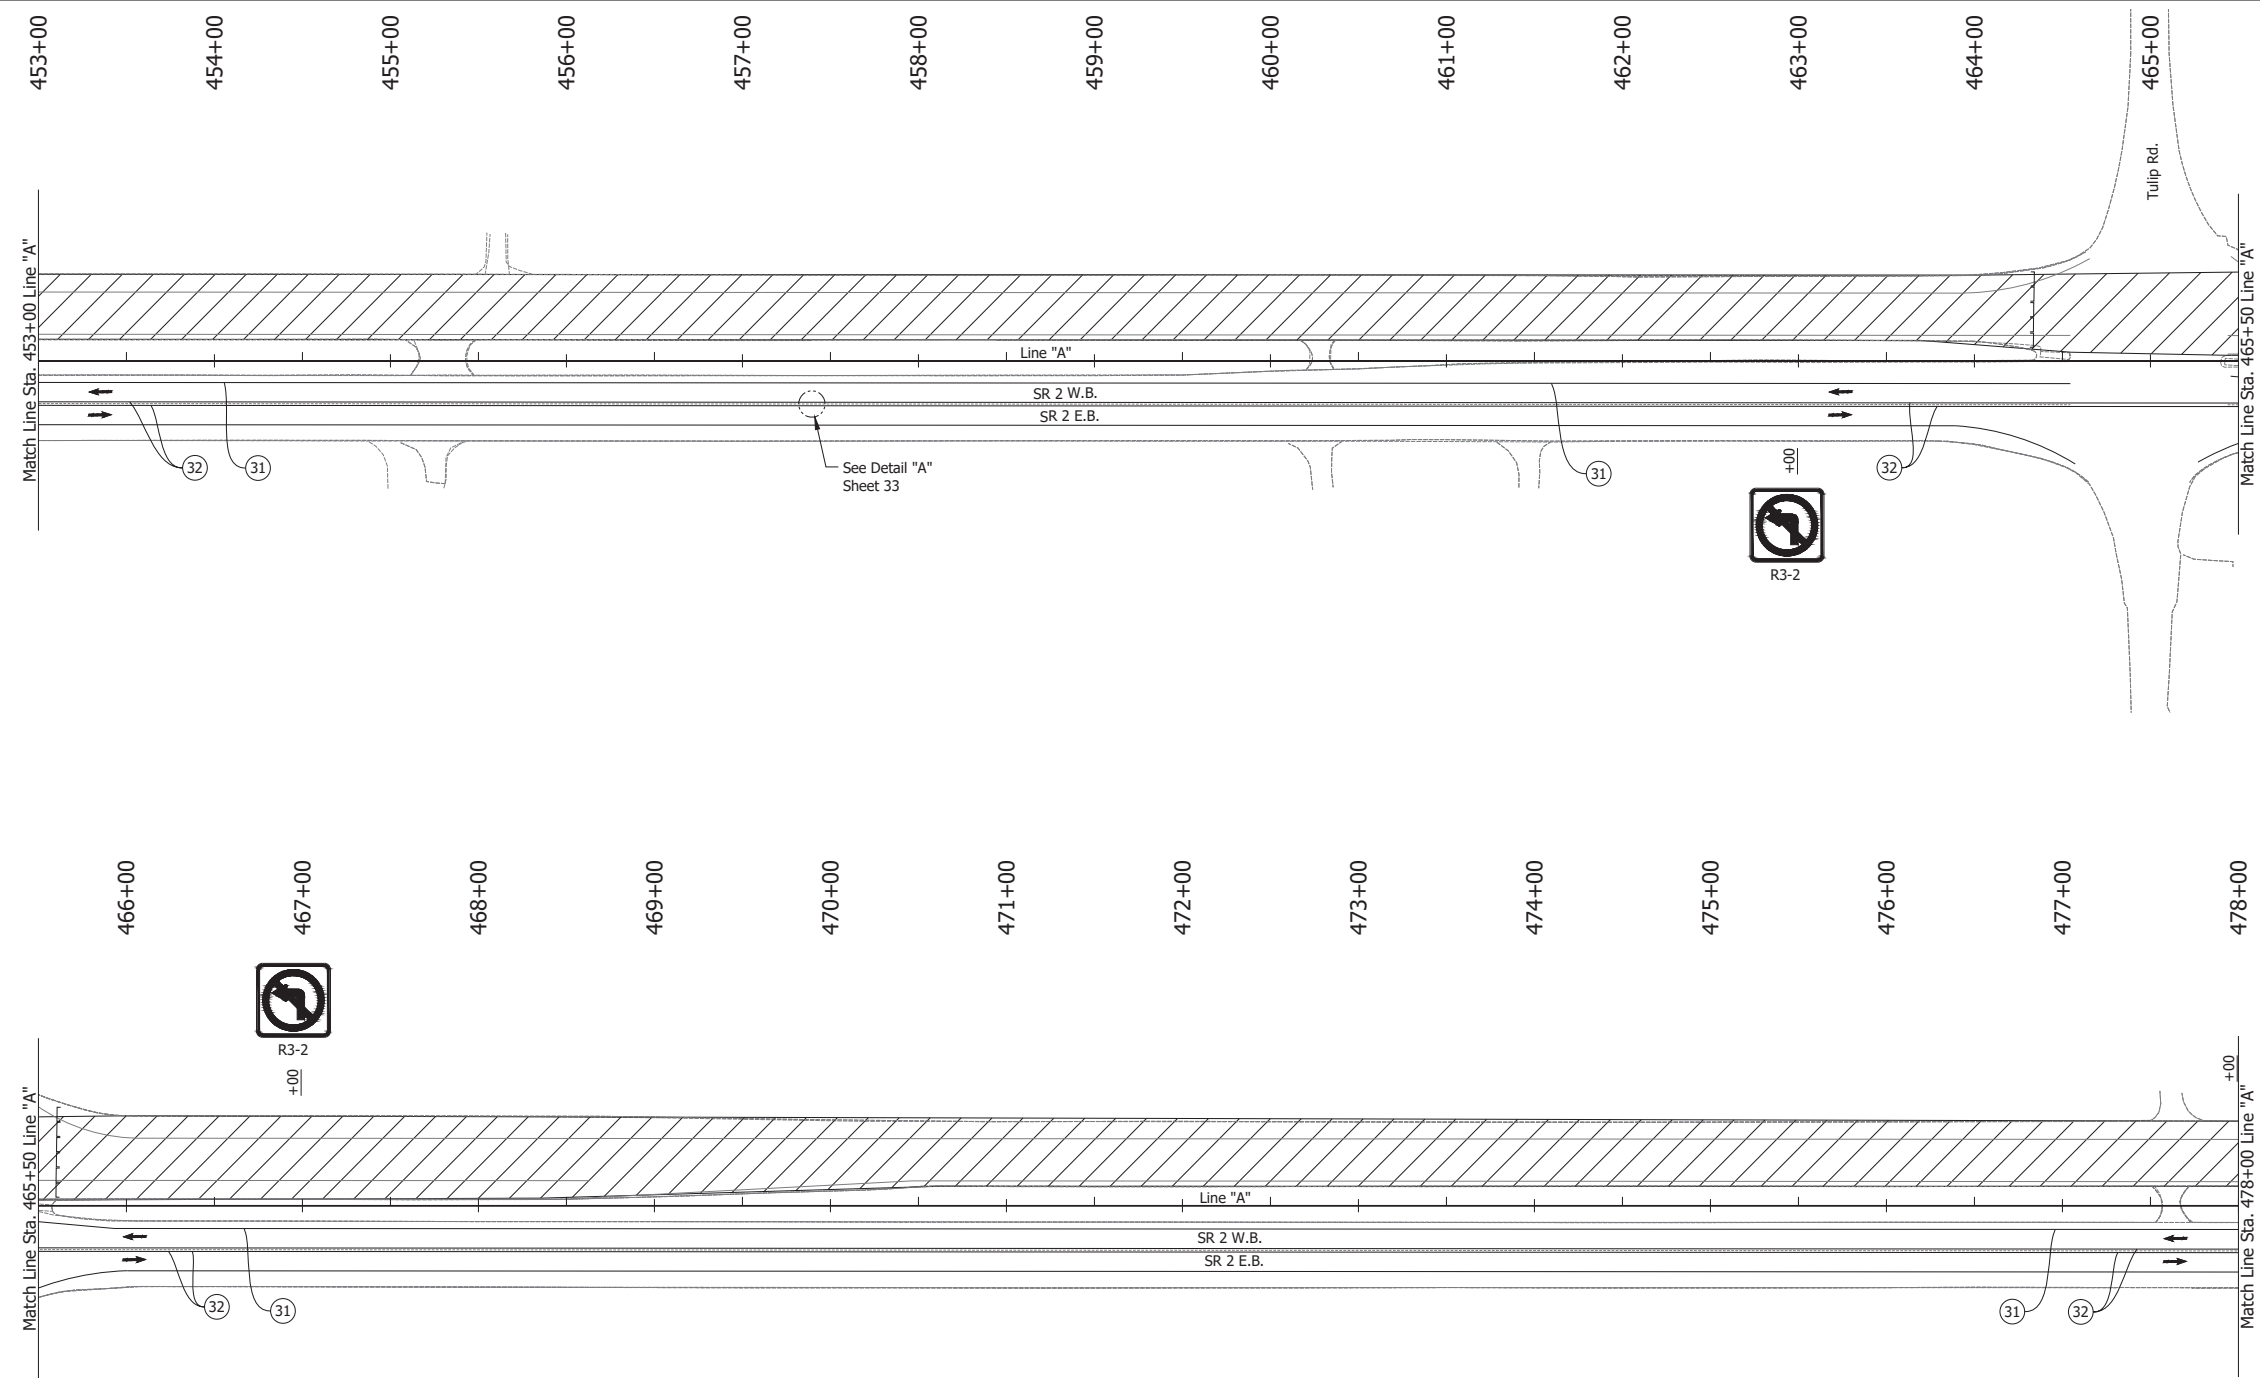 453+00
454+00
455+00
456+00
457+00
458+00
459+00
460+00
461+00
462+00
463+00
464+00
465+00
Tulip Rd.
Match Line Sta. 453+00 Line "A"
Match Line Sta. 465+50 Line "A"
Line "A"
SR 2 W.B.
SR 2 E.B.
32
31
See Detail "A"
Sheet 33
31
+00
32
R3-2
466+00
467+00
468+00
469+00
470+00
471+00
472+00
473+00
474+00
475+00
476+00
477+00
478+00
R3-2
+00
+00
Match Line Sta. 465+50 Line "A"
Match Line Sta. 478+00 Line "A"
Line "A"
SR 2 W.B.
SR 2 E.B.
32
31
31
32